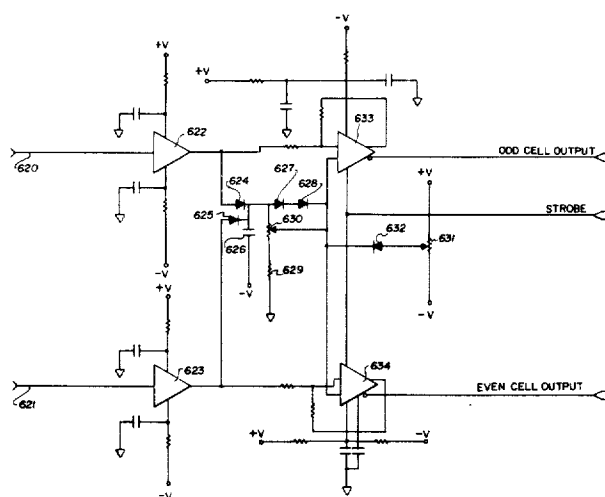 -V
+V
+V
633
622
ODD CELL OUTPUT
620
624
627
628
+V
STROBE
625
630
632
631
626
629
-V
-V
-V
+V
634
623
EVEN CELL OUTPUT
621
+V
-V
-V